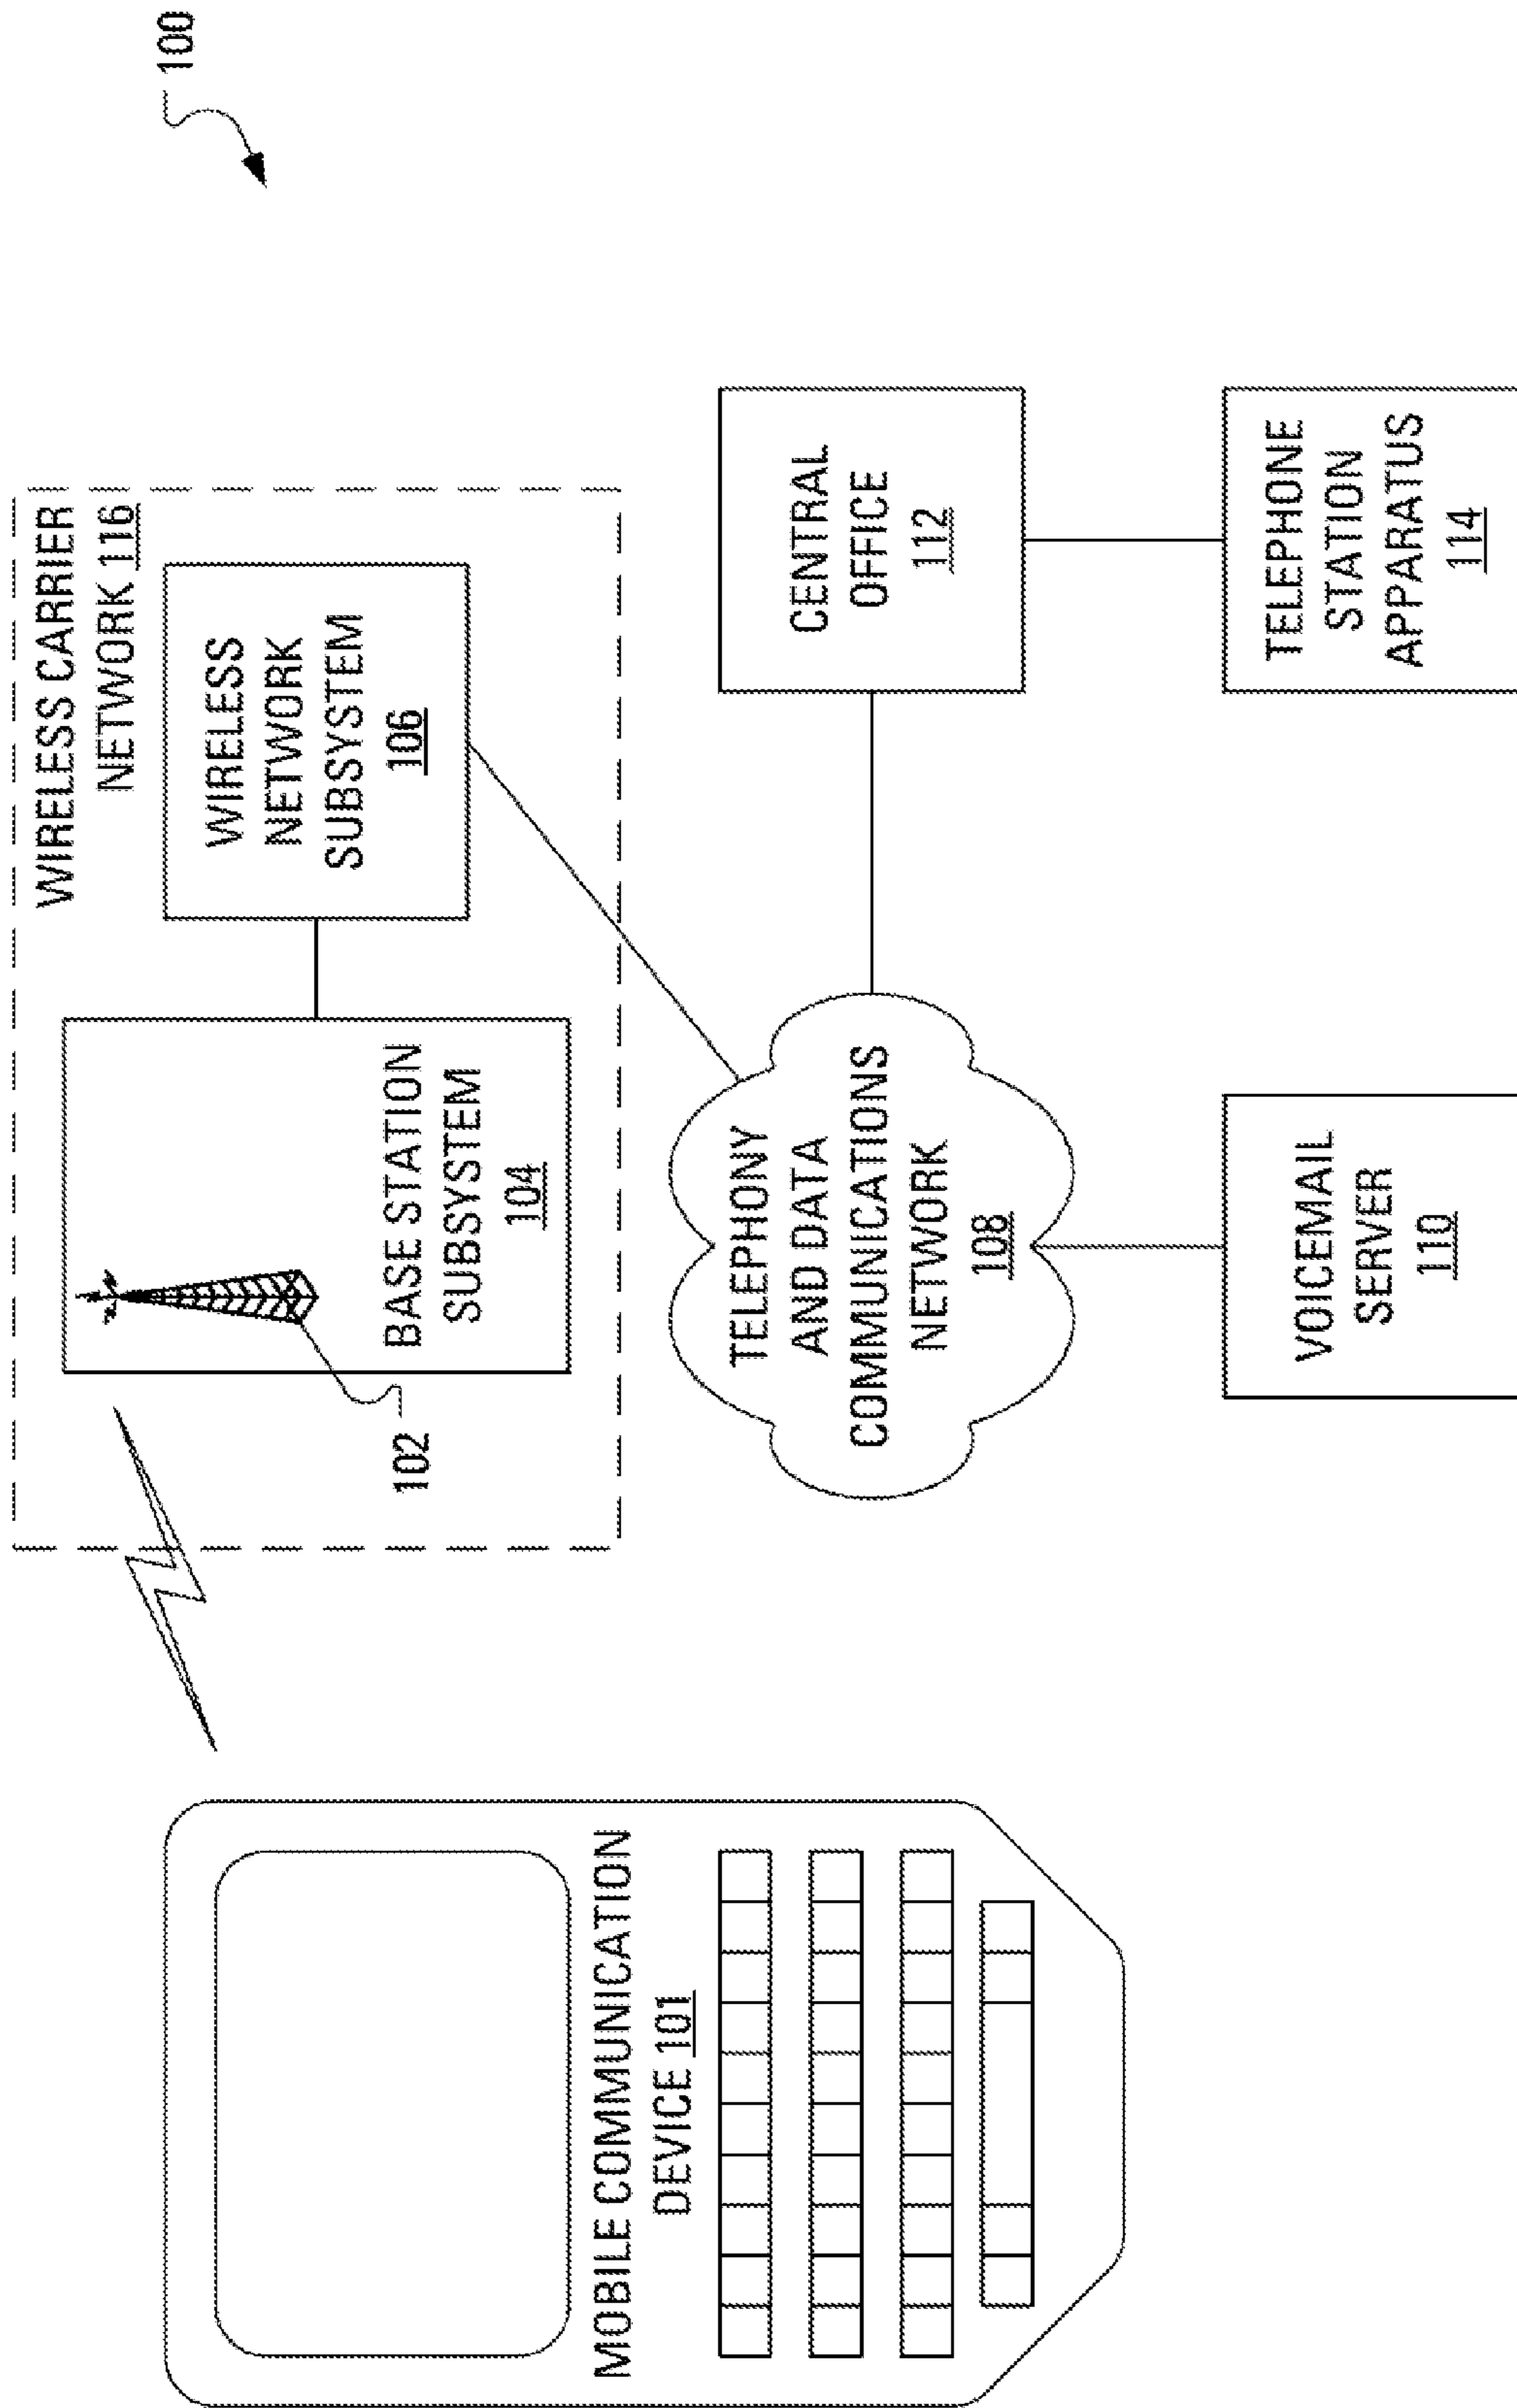 100
WIRELESS CARRIER
NETWORK 116
WIRELESS
NETWORK
SUBSYSTEM
106
BASE STATION
SUBSYSTEM
104
102
MOBILE COMMUNICATION
DEVICE 101
TELEPHONY
AND DATA
COMMUNICATIONS
NETWORK
108
CENTRAL
OFFICE
112
VOICEMAIL
SERVER
110
TELEPHONE
STATION
APPARATUS
114